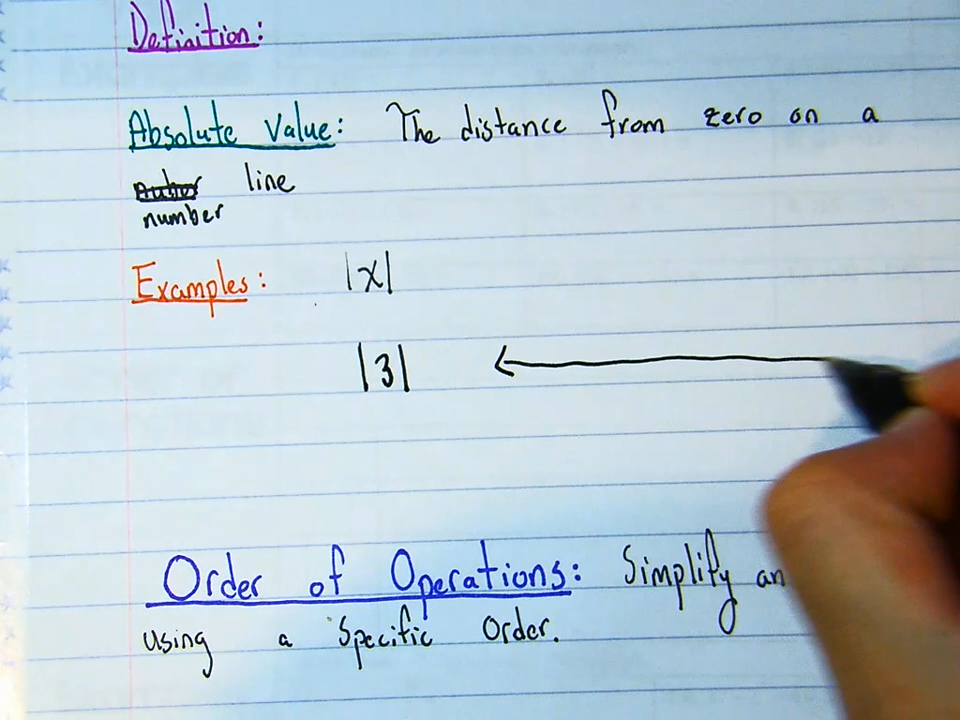 Definition:
Absolute Value: The distance from zero on a
line
number
Examples: |x|
|3|
Order of Operations: Simplify an
using a Specific Order.